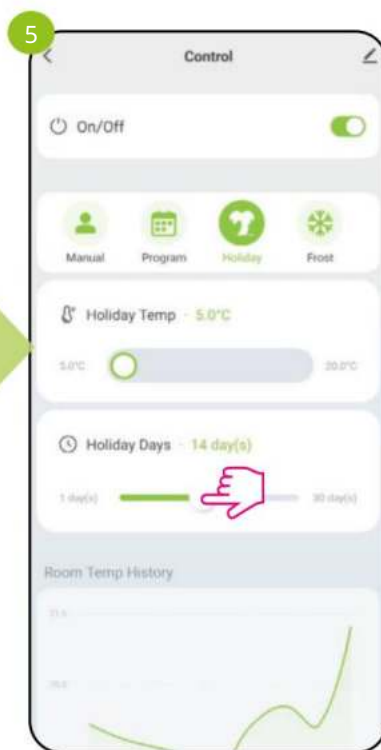 5
Control
On/Off
Manual Program Holiday Frost
Holiday Temp - 5.0°C
5.0°C 20.0°C
Holiday Days - 14 day(s)
1 day(s) 30 day(s)
Room Temp History